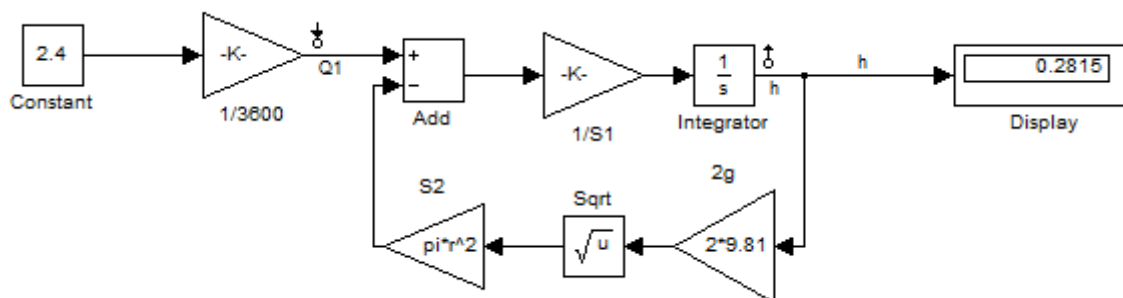 2.4
Constant
-K-
1/3600
Q1
+
−
Add
-K-
1/S1
1
s
Integrator
h
h
0.2815
Display
S2
pi*r^2
Sqrt
√u
2g
2*9.81